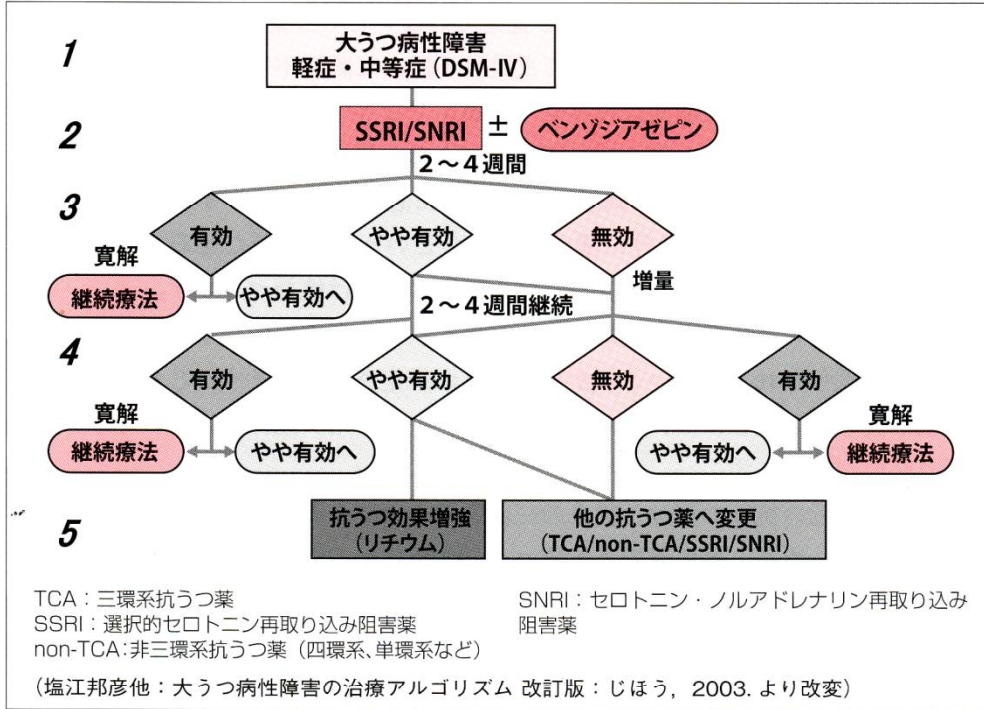 1
大うつ病性障害
軽症・中等症(DSM-Ⅳ)
2
SSRI/SNRI ± ベンゾジアゼピン
2～4週間
3
有効 やや有効 無効
寛解
増量
継続療法 やや有効へ
2～4週間継続
4
有効 やや有効 無効 有効
寛解 寛解
継続療法 やや有効へ やや有効へ 継続療法
5
抗うつ効果増強
(リチウム)
他の抗うつ薬へ変更
(TCA/non-TCA/SSRI/SNRI)
TCA：三環系抗うつ薬
SSRI：選択的セロトニン再取り込み阻害薬
non-TCA：非三環系抗うつ薬（四環系、単環系など）
SNRI：セロトニン・ノルアドレナリン再取り込み
阻害薬
(塩江邦彦他：大うつ病性障害の治療アルゴリズム 改訂版：じほう，2003. より改変)